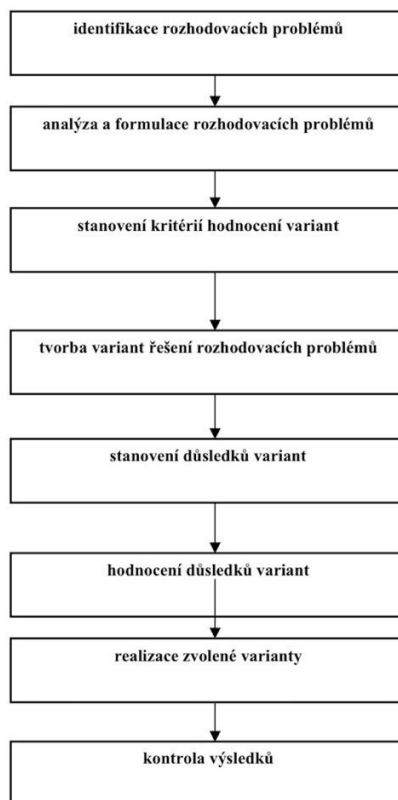 identifikace rozhodovacích problémů
analýza a formulace rozhodovacích problémů
stanovení kritérií hodnocení variant
tvorba variant řešení rozhodovacích problémů
stanovení důsledků variant
hodnocení důsledků variant
realizace zvolené varianty
kontrola výsledků